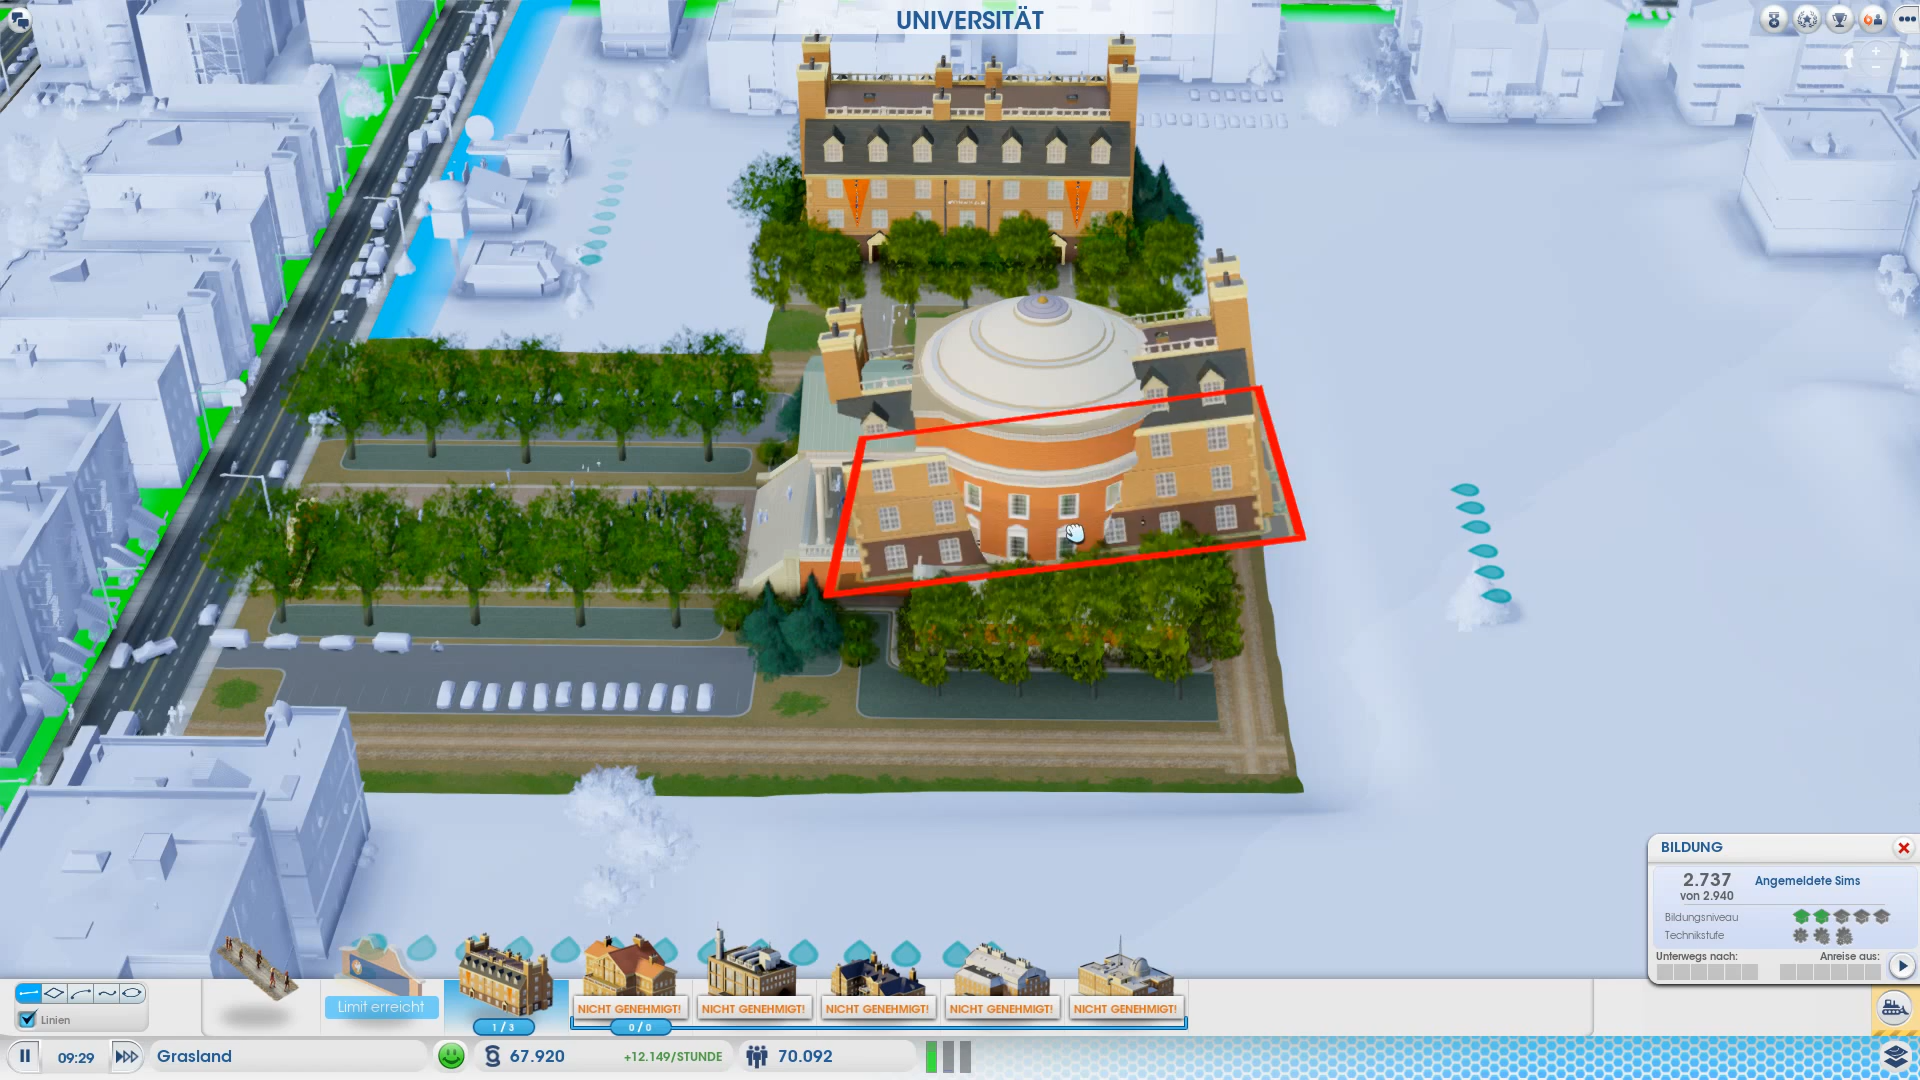 UNIVERSITÄT
BILDUNG
2.737
von 2.940
Angemeldete Sims
Bildungsniveau
Technikstufe
Unterwegs nach:
Anreise aus:
Limit erreicht
1 / 3
NICHT GENEHMIGT!
0 / 0
NICHT GENEHMIGT!
NICHT GENEHMIGT!
NICHT GENEHMIGT!
NICHT GENEHMIGT!
Linien
09:29
Grasland
67.920
+12.149/STUNDE
70.092